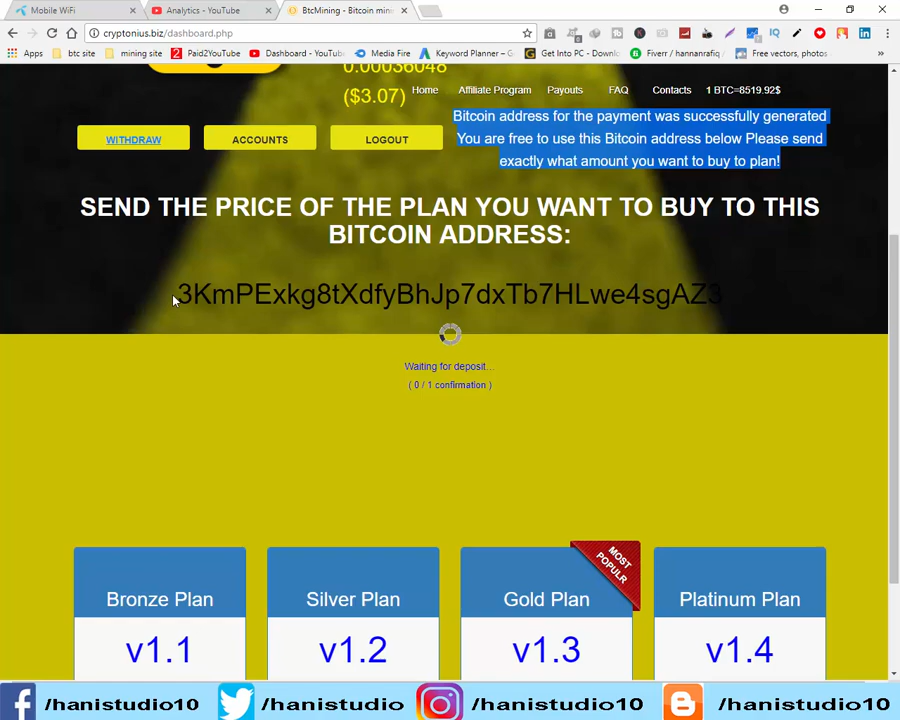 Mobile WiFi
Analytics - YouTube
BtcMining - Bitcoin mini
cryptonius.biz/dashboard.php
Apps
btc site
mining site
Paid2YouTube
Dashboard - YouTu
Media Fire
Keyword Planner – G
Get Into PC - Downlo
Fiverr / hannanrafiq
Free vectors, photos
0.00036048
($3.07)
Home
Affiliate Program
Payouts
FAQ
Contacts
1 BTC=8519.92$
Bitcoin address for the payment was successfully generated
You are free to use this Bitcoin address below Please send
exactly what amount you want to buy to plan!
WITHDRAW
ACCOUNTS
LOGOUT
SEND THE PRICE OF THE PLAN YOU WANT TO BUY TO THIS
BITCOIN ADDRESS:
3KmPExkg8tXdfyBhJp7dxTb7HLwe4sgAZ3
Waiting for deposit...
( 0 / 1 confirmation )
MOST
POPULR
Bronze Plan
Silver Plan
Gold Plan
Platinum Plan
v1.1
v1.2
v1.3
v1.4
/hanistudio10
/hanistudio
/hanistudio10
/hanistudio10